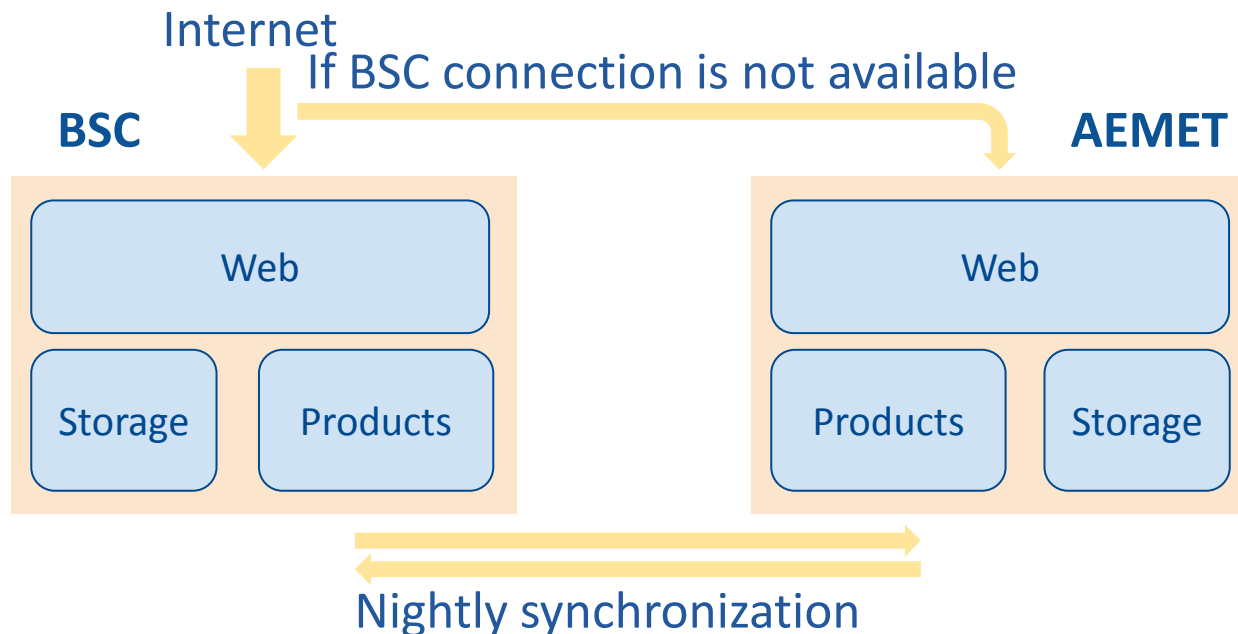 Internet
If BSC connection is not available
BSC
AEMET
Web
Web
Storage
Products
Products
Storage
Nightly synchronization